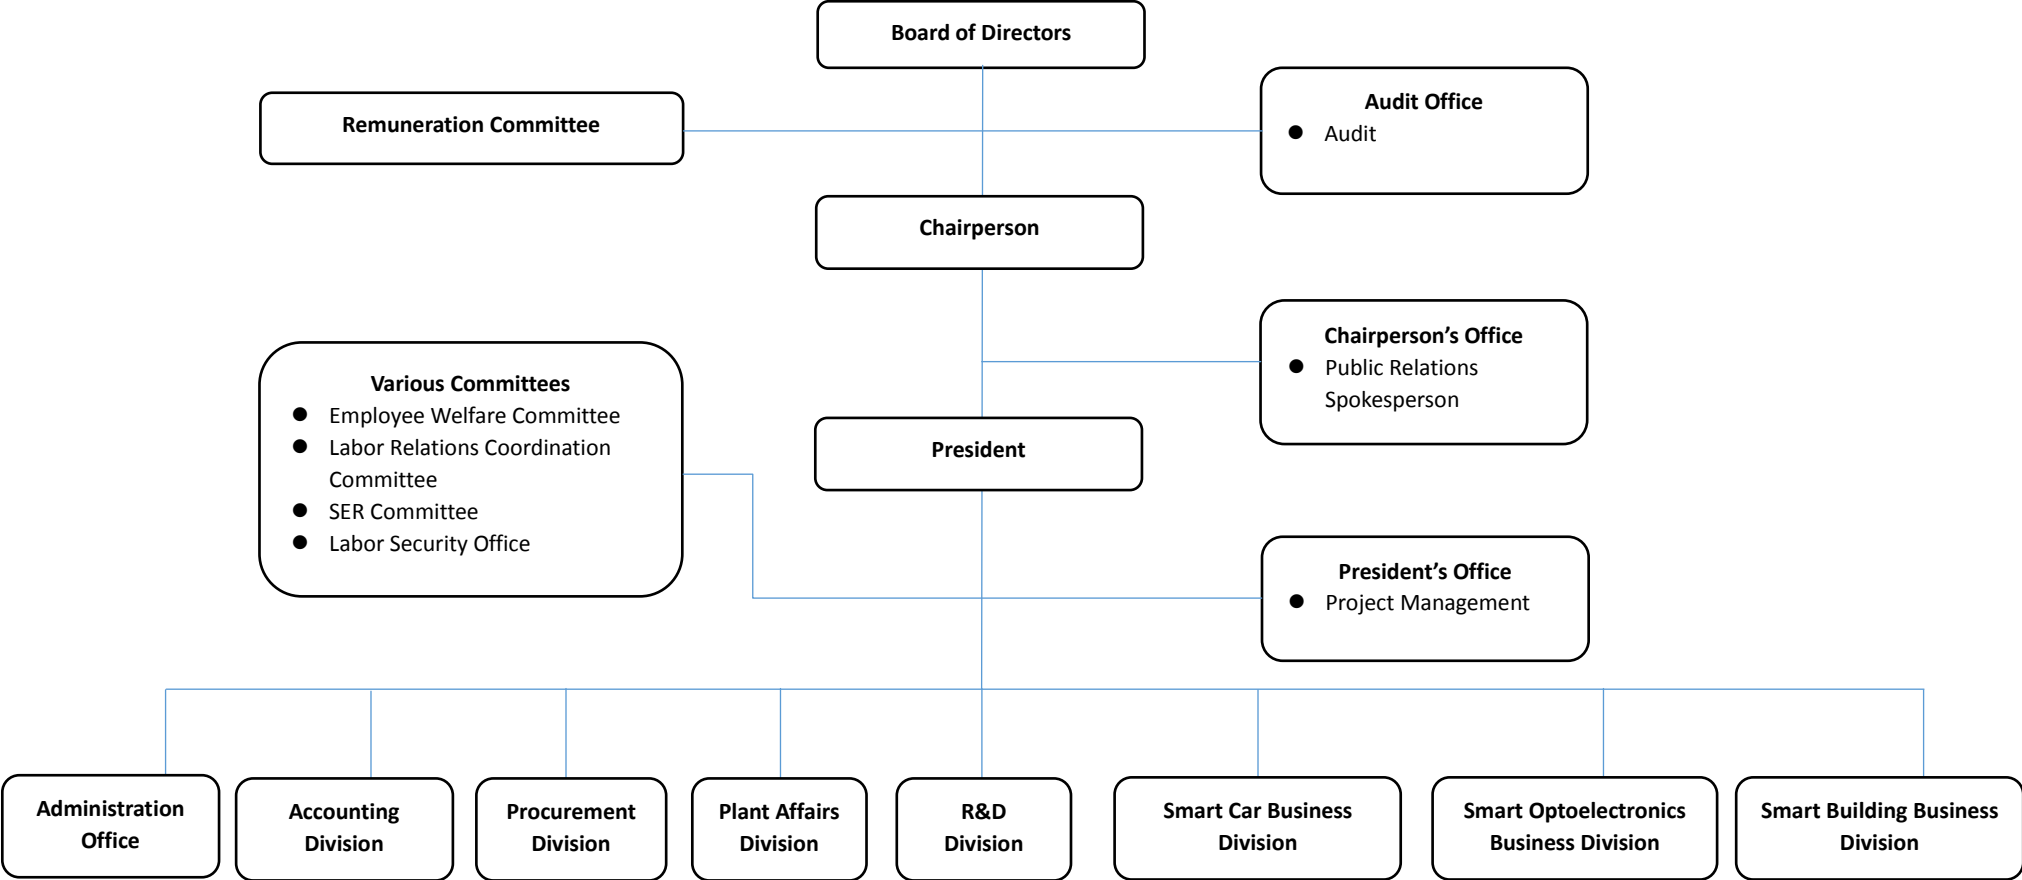 Board of Directors
Remuneration Committee
Audit Office
● Audit
Chairperson
Chairperson’s Office
● Public Relations
Spokesperson
Various Committees
● Employee Welfare Committee
● Labor Relations Coordination
Committee
● SER Committee
● Labor Security Office
President
President’s Office
● Project Management
Administration
Office
Accounting
Division
Procurement
Division
Plant Affairs
Division
R&D
Division
Smart Car Business
Division
Smart Optoelectronics
Business Division
Smart Building Business
Division